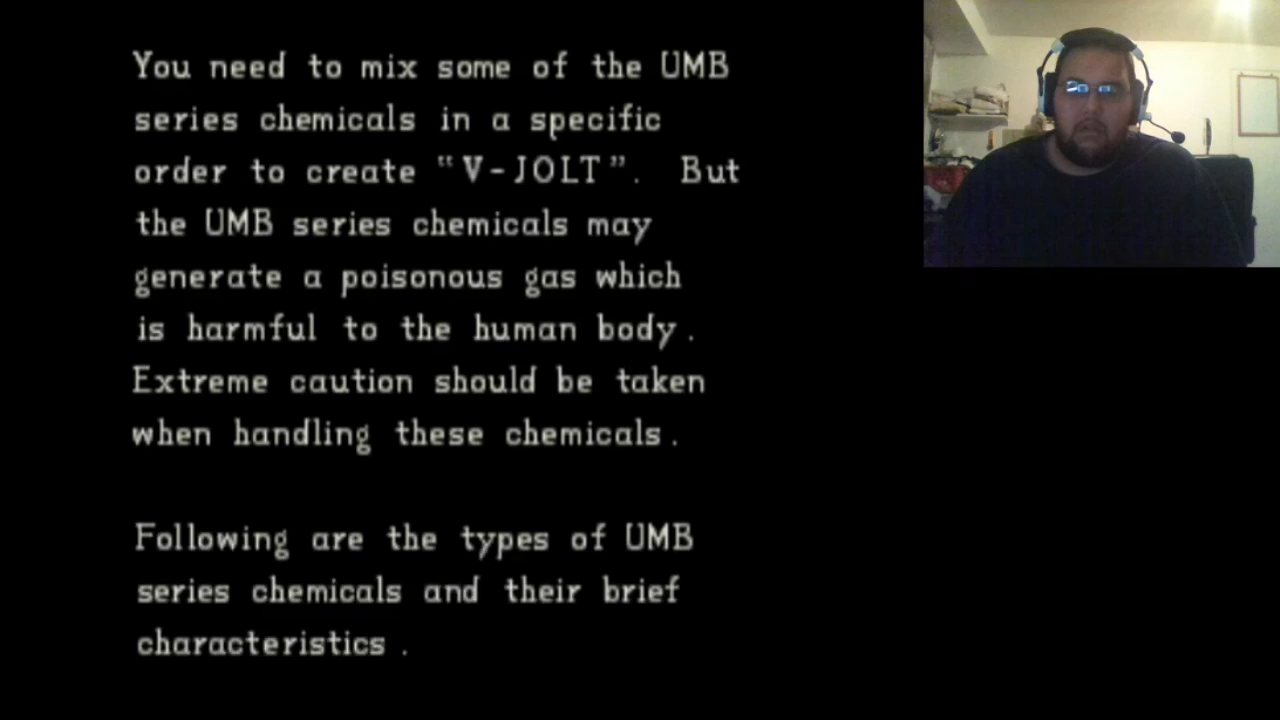 You need to mix some of the UMB
series chemicals in a specific
order to create "V-JOLT". But
the UMB series chemicals may
generate a poisonous gas which
is harmful to the human body.
Extreme caution should be taken
when handling these chemicals.
Following are the types of UMB
series chemicals and their brief
characteristics.